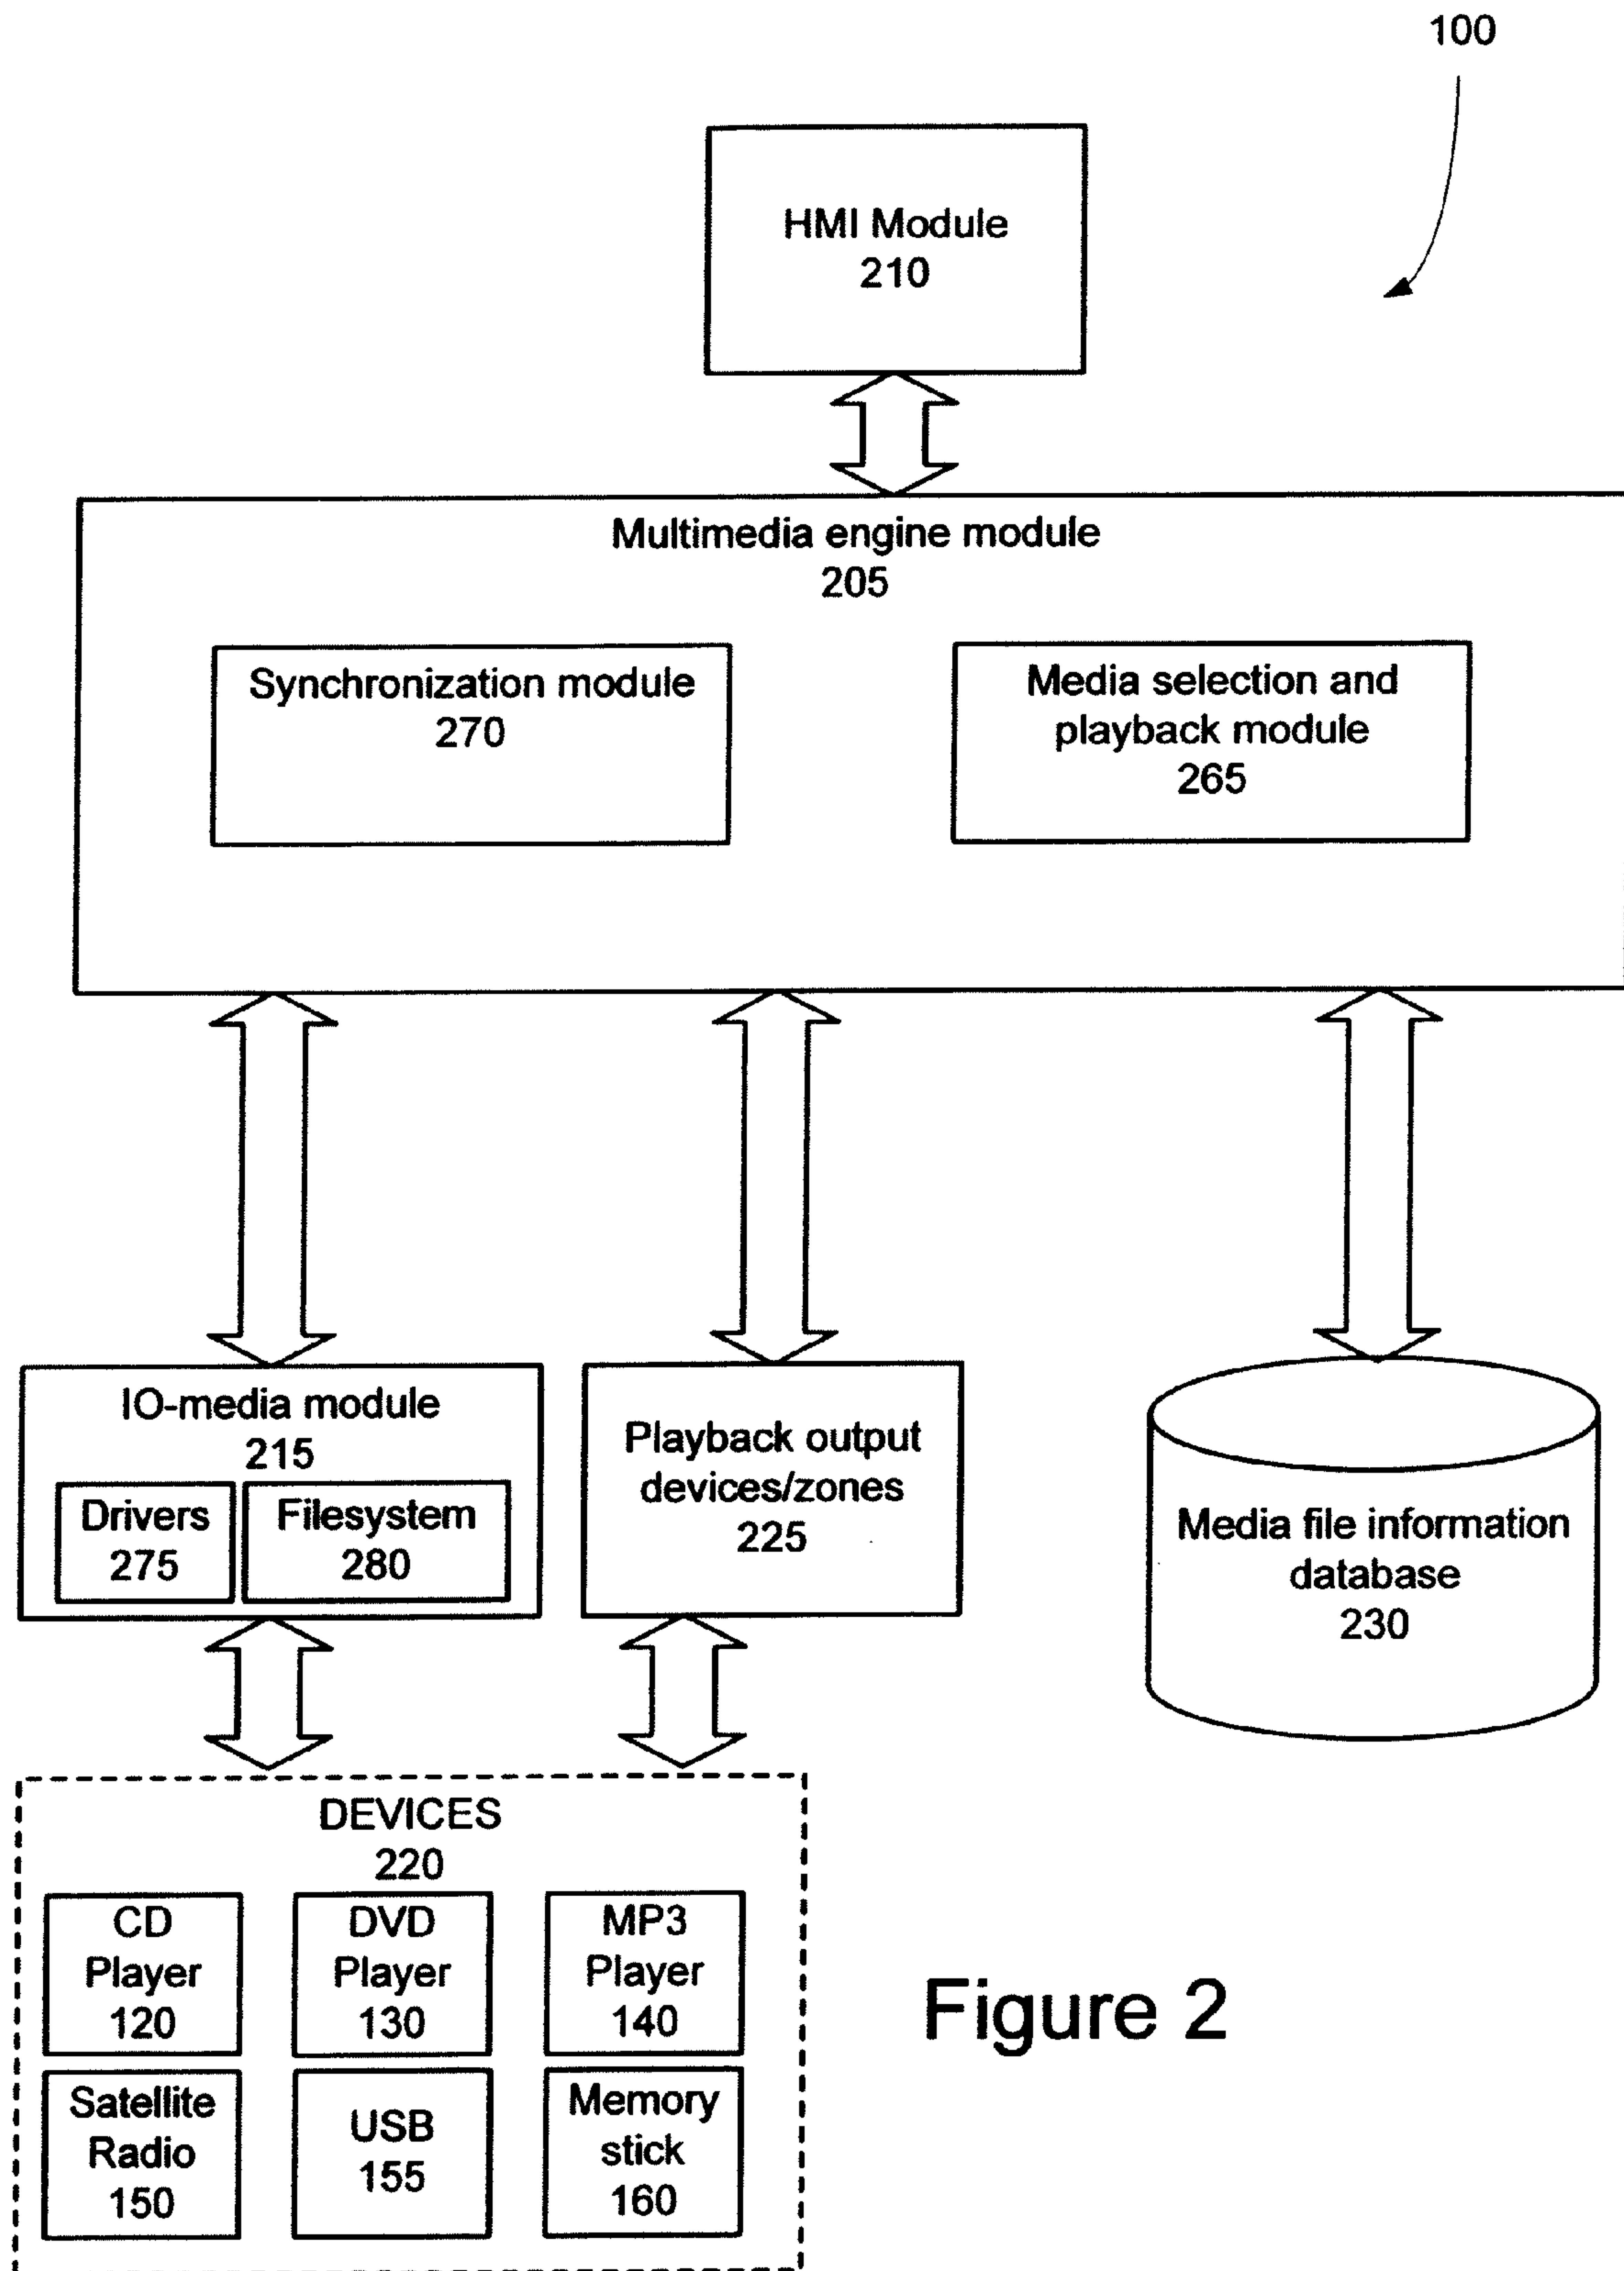 100
HMI Module
210
Multimedia engine module
205
Synchronization module
270
Media selection and
playback module
265
IO-media module
215
Drivers
275
Filesystem
280
Playback output
devices/zones
225
Media file information
database
230
DEVICES
220
CD
Player
120
DVD
Player
130
MP3
Player
140
Satellite
Radio
150
USB
155
Memory
stick
160
Figure 2